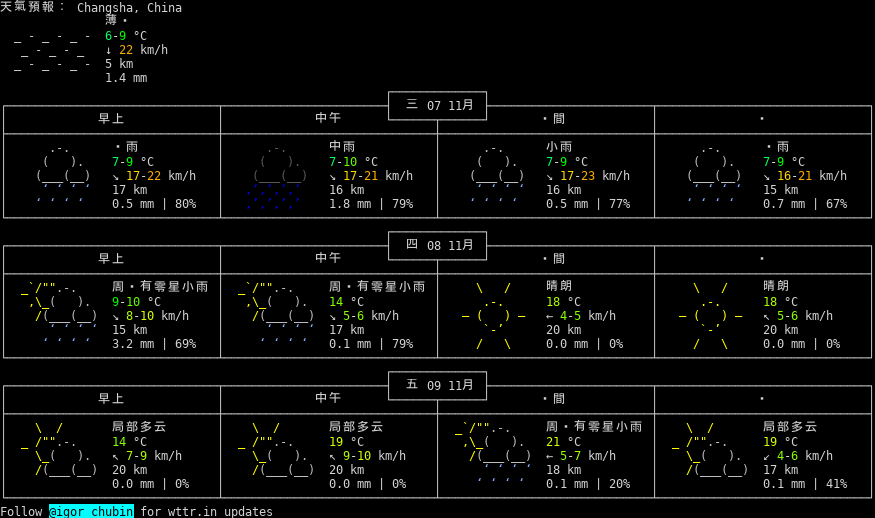 天氣預報： Changsha, China
薄・
6-9 °C
↓ 22 km/h
5 km
1.4 mm
三 07 11月
早上 中午 ・間 ・
・雨 中雨 小雨 ・雨
7-9 °C 7-10 °C 7-9 °C 7-9 °C
↘ 17-22 km/h ↘ 17-21 km/h ↘ 17-23 km/h ↘ 16-21 km/h
17 km 16 km 16 km 15 km
0.5 mm | 80% 1.8 mm | 79% 0.5 mm | 77% 0.7 mm | 67%
四 08 11月
早上 中午 ・間 ・
周・有零星小雨 周・有零星小雨 晴朗 晴朗
9-10 °C 14 °C 18 °C 18 °C
↘ 8-10 km/h ↘ 5-6 km/h ← 4-5 km/h ↖ 5-6 km/h
15 km 17 km 20 km 20 km
3.2 mm | 69% 0.1 mm | 79% 0.0 mm | 0% 0.0 mm | 0%
五 09 11月
早上 中午 ・間 ・
局部多云 局部多云 周・有零星小雨 局部多云
14 °C 19 °C 21 °C 19 °C
↖ 7-9 km/h ↖ 9-10 km/h ← 5-7 km/h ↙ 4-6 km/h
20 km 20 km 18 km 17 km
0.0 mm | 0% 0.0 mm | 0% 0.1 mm | 20% 0.1 mm | 41%
Follow @igor_chubin for wttr.in updates